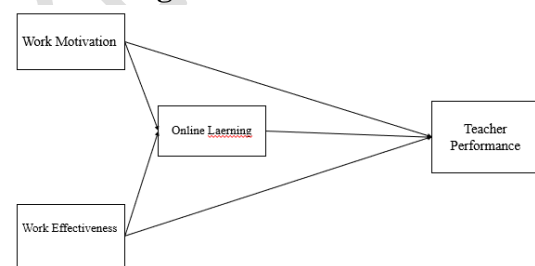 Work Motivation
Online Laerning
Teacher
Performance
Work Effectiveness